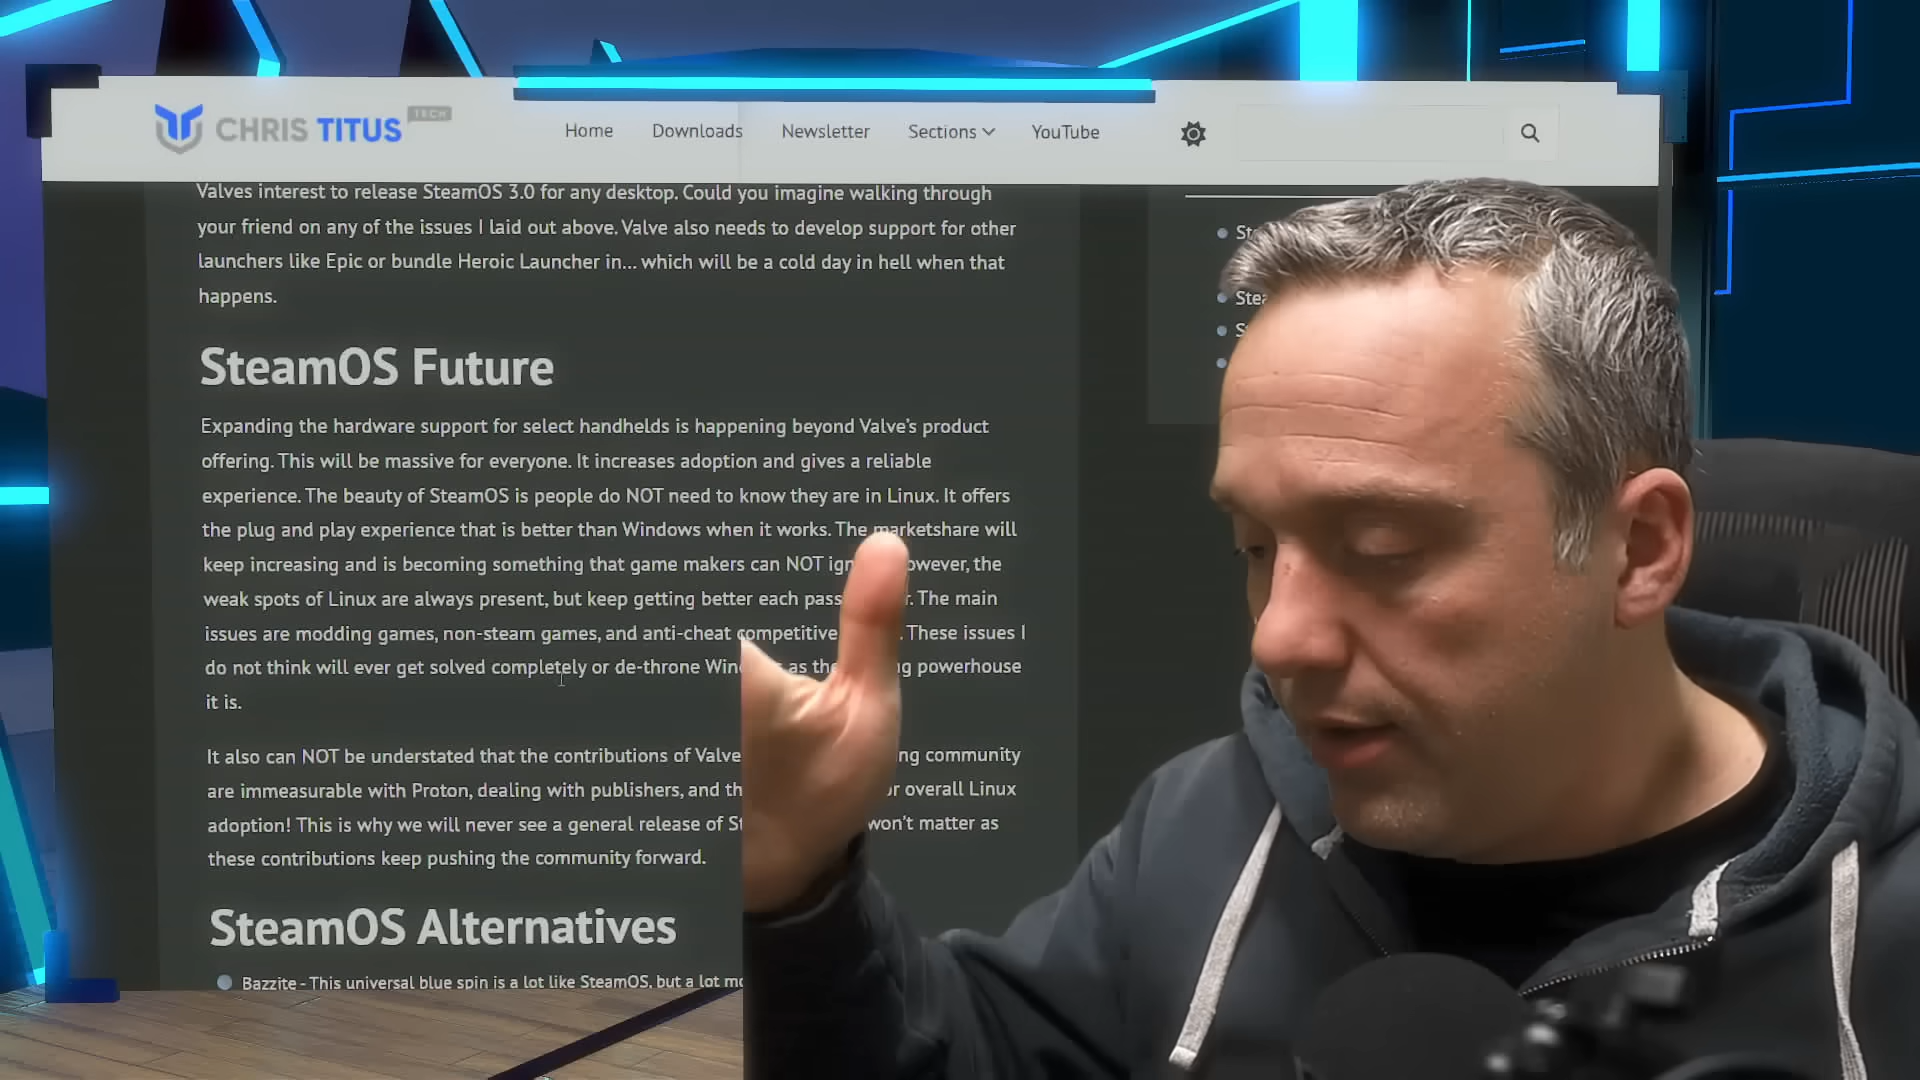 CHRIS TITUS TECH
Home Downloads Newsletter Sections YouTube
Valves interest to release SteamOS 3.0 for any desktop. Could you imagine walking through
your friend on any of the issues I laid out above. Valve also needs to develop support for other
launchers like Epic or bundle Heroic Launcher in... which will be a cold day in hell when that
happens.
SteamOS Future
Expanding the hardware support for select handhelds is happening beyond Valve's product
offering. This will be massive for everyone. It increases adoption and gives a reliable
experience. The beauty of SteamOS is people do NOT need to know they are in Linux. It offers
the plug and play experience that is better than Windows when it works. The marketshare will
keep increasing and is becoming something that game makers can NOT the
weak spots of Linux are always present, but keep getting better each The main
issues are modding games, non-steam games, and anti-cheat competitive These issues I
do not think will ever get solved completely or de-throne as powerhouse
it is.
It also can NOT be understated that the contributions of Valve community
are immeasurable with Proton, dealing with publishers, and overall Linux
adoption! This is why we will never see a general release of won't matter as
these contributions keep pushing the community forward.
SteamOS Alternatives
Bazzite - This universal blue spin is a lot like SteamOS, but a lot